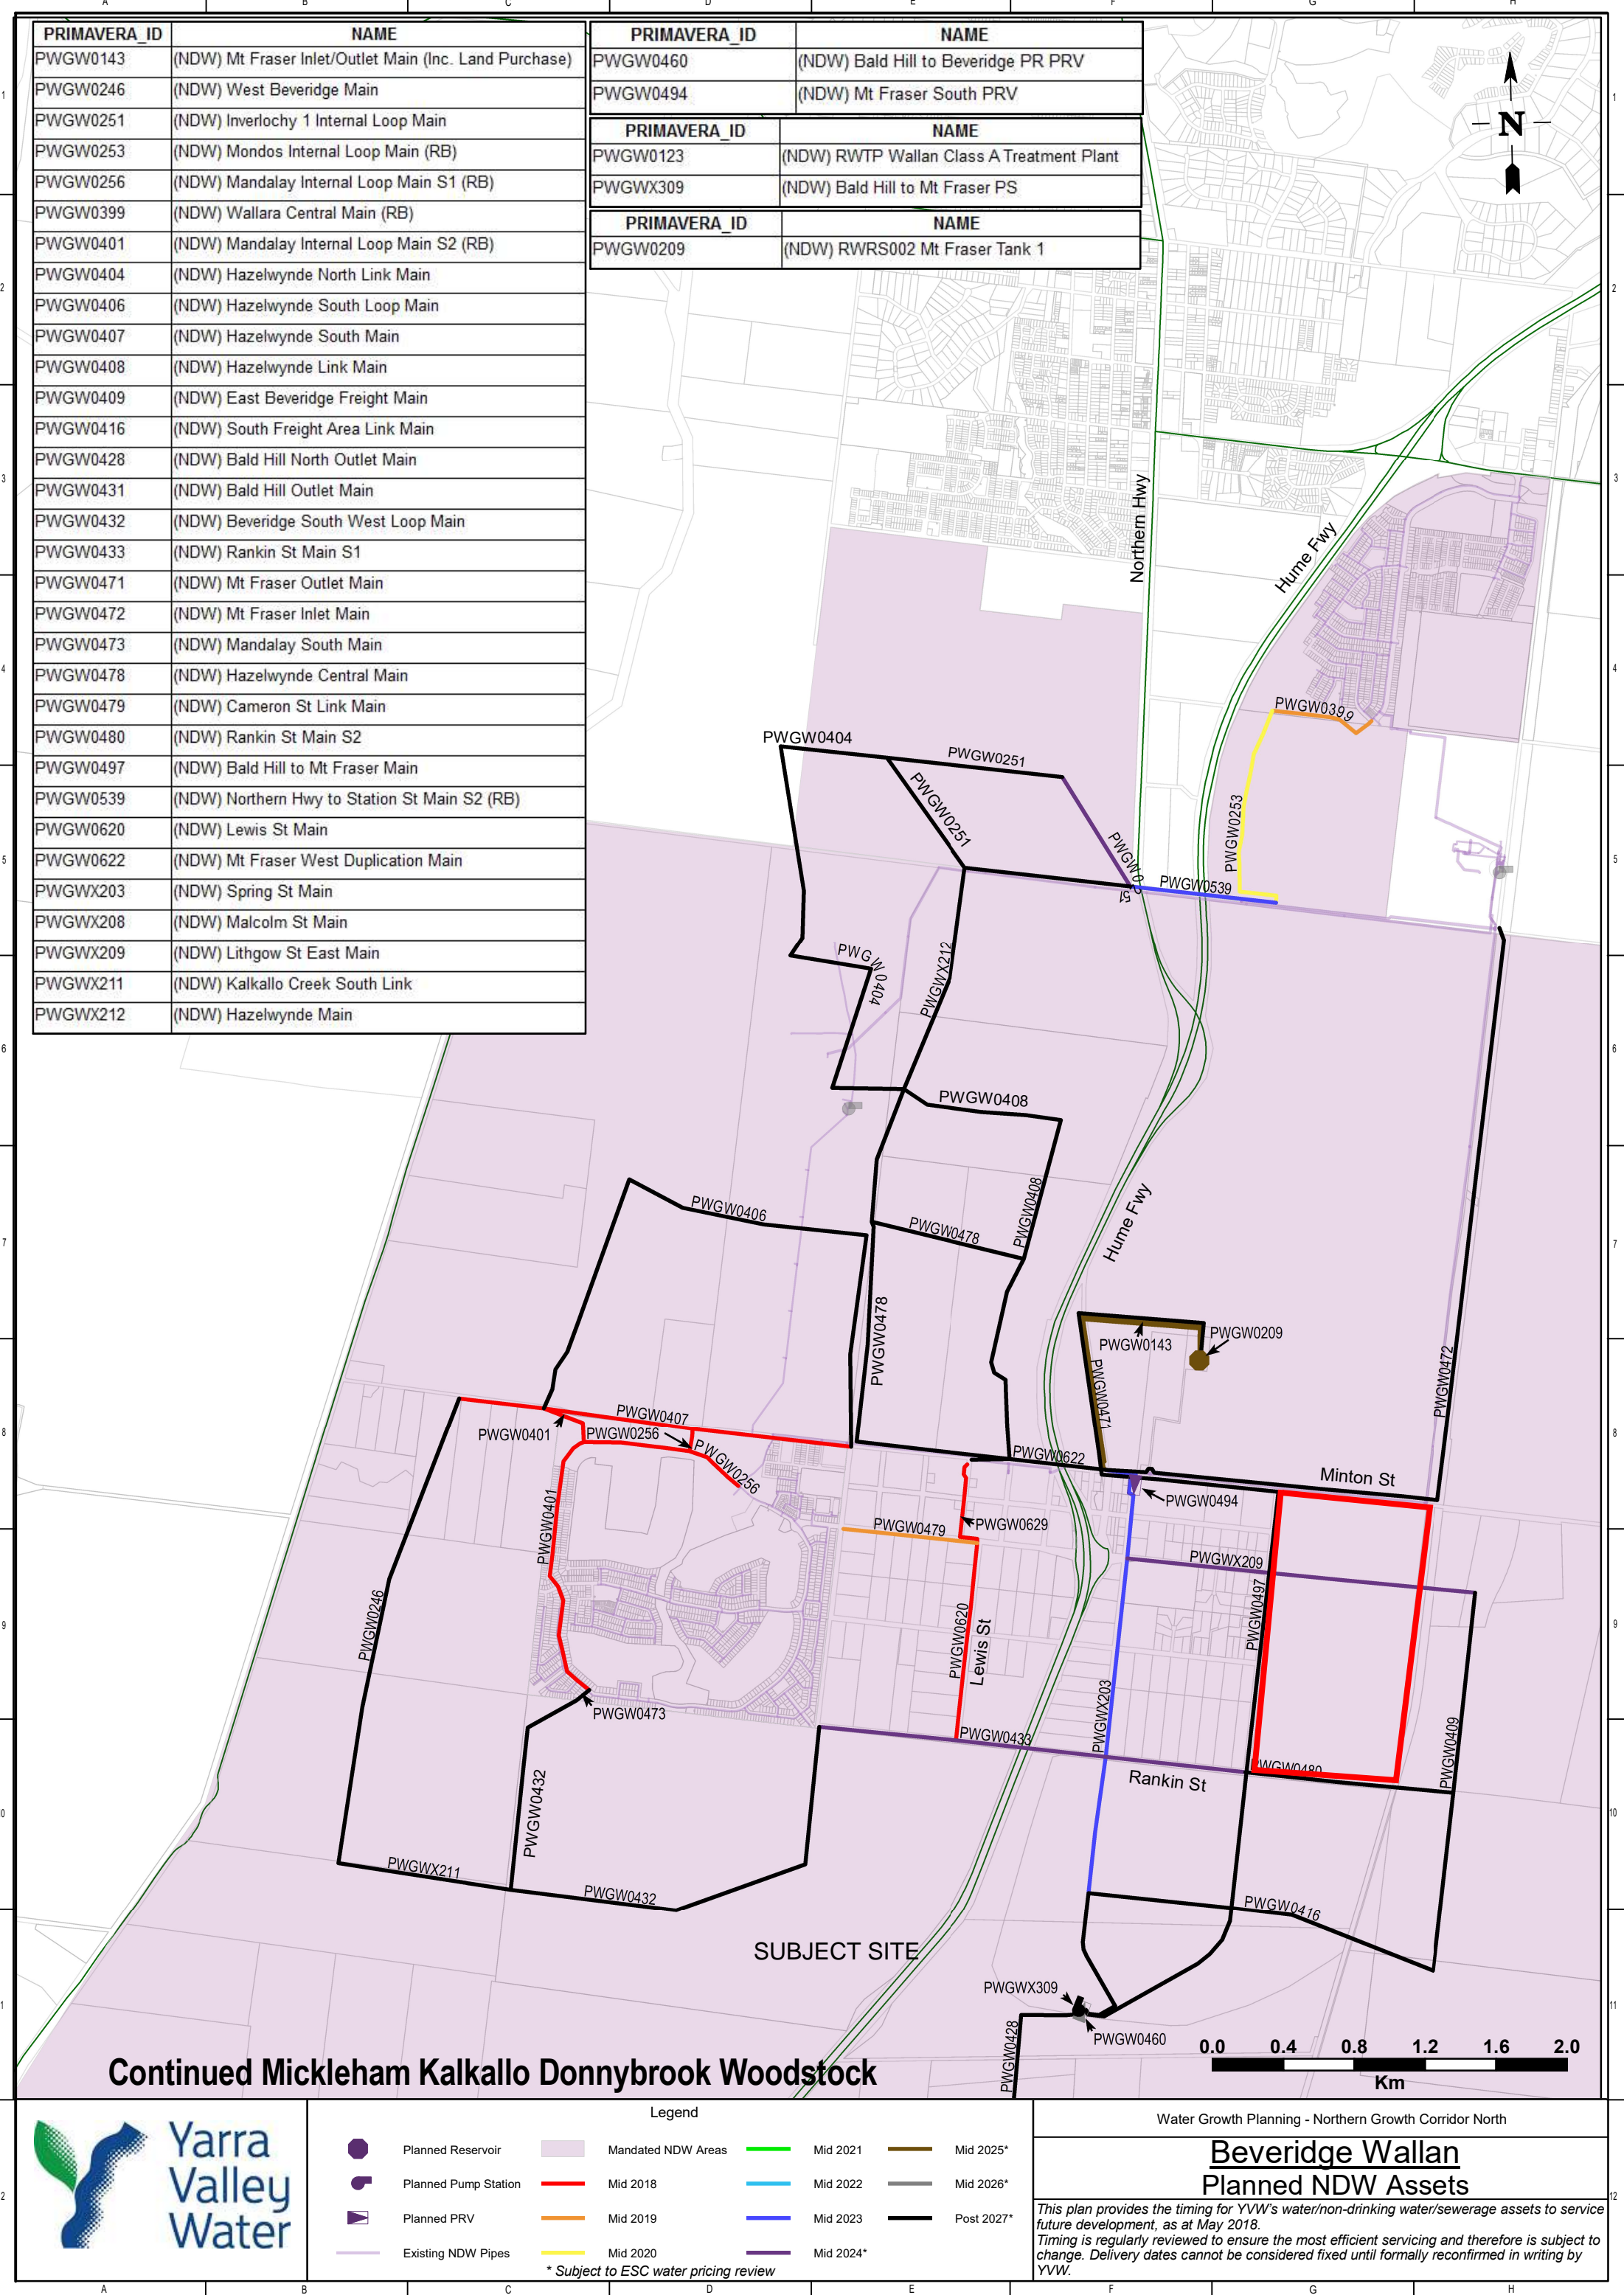 A B C D E F G H
PRIMAVERA_ID NAME
PWGW0143 (NDW) Mt Fraser Inlet/Outlet Main (Inc. Land Purchase)
PWGW0246 (NDW) West Beveridge Main
PWGW0251 (NDW) Inverlochy 1 Internal Loop Main
PWGW0253 (NDW) Mondos Internal Loop Main (RB)
PWGW0256 (NDW) Mandalay Internal Loop Main S1 (RB)
PWGW0399 (NDW) Wallara Central Main (RB)
PWGW0401 (NDW) Mandalay Internal Loop Main S2 (RB)
PWGW0404 (NDW) Hazelwynde North Link Main
PWGW0406 (NDW) Hazelwynde South Loop Main
PWGW0407 (NDW) Hazelwynde South Main
PWGW0408 (NDW) Hazelwynde Link Main
PWGW0409 (NDW) East Beveridge Freight Main
PWGW0416 (NDW) South Freight Area Link Main
PWGW0428 (NDW) Bald Hill North Outlet Main
PWGW0431 (NDW) Bald Hill Outlet Main
PWGW0432 (NDW) Beveridge South West Loop Main
PWGW0433 (NDW) Rankin St Main S1
PWGW0471 (NDW) Mt Fraser Outlet Main
PWGW0472 (NDW) Mt Fraser Inlet Main
PWGW0473 (NDW) Mandalay South Main
PWGW0478 (NDW) Hazelwynde Central Main
PWGW0479 (NDW) Cameron St Link Main
PWGW0480 (NDW) Rankin St Main S2
PWGW0497 (NDW) Bald Hill to Mt Fraser Main
PWGW0539 (NDW) Northern Hwy to Station St Main S2 (RB)
PWGW0620 (NDW) Lewis St Main
PWGW0622 (NDW) Mt Fraser West Duplication Main
PWGWX203 (NDW) Spring St Main
PWGWX208 (NDW) Malcolm St Main
PWGWX209 (NDW) Lithgow St East Main
PWGWX211 (NDW) Kalkallo Creek South Link
PWGWX212 (NDW) Hazelwynde Main
PRIMAVERA_ID NAME
PWGW0460 (NDW) Bald Hill to Beveridge PR PRV
PWGW0494 (NDW) Mt Fraser South PRV
PRIMAVERA_ID NAME
PWGW0123 (NDW) RWTP Wallan Class A Treatment Plant
PWGWX309 (NDW) Bald Hill to Mt Fraser PS
PRIMAVERA_ID NAME
PWGW0209 (NDW) RWRS002 Mt Fraser Tank 1
N
Northern Hwy
Hume Fwy
PWGW0399
PWGW0404
PWGW0251
PWGW0251
PWGW0253
PWGW0539
PWGW0404
PWGWX212
PWGW0408
PWGW0408
Hume Fwy
PWGW0406
PWGW0478
PWGW0478
PWGW0143
PWGW0209
PWGW0471
PWGW0472
PWGW0407
PWGW0401
PWGW0256
PWGW0256
PWGW0622
Minton St
PWGW0494
PWGW0401
PWGW0479
PWGW0629
PWGWX209
PWGW0246
PWGW0497
PWGW0620
Lewis St
PWGWX203
PWGW0473
PWGW0433
PWGW0409
Rankin St
PWGW0432
PWGWX211
PWGW0432
PWGW0416
SUBJECT SITE
PWGWX309
PWGW0460
PWGW0428
0.0 0.4 0.8 1.2 1.6 2.0
Km
Continued Mickleham Kalkallo Donnybrook Woodstock
Yarra
Valley
Water
Legend
Planned Reservoir
Planned Pump Station
Planned PRV
Existing NDW Pipes
Mandated NDW Areas
Mid 2018
Mid 2019
Mid 2020
Mid 2021
Mid 2022
Mid 2023
Mid 2024*
Mid 2025*
Mid 2026*
Post 2027*
* Subject to ESC water pricing review
Water Growth Planning - Northern Growth Corridor North
Beveridge Wallan
Planned NDW Assets
This plan provides the timing for YVW's water/non-drinking water/sewerage assets to service
future development, as at May 2018.
Timing is regularly reviewed to ensure the most efficient servicing and therefore is subject to
change. Delivery dates cannot be considered fixed until formally reconfirmed in writing by
YVW.
A B C D E F G H